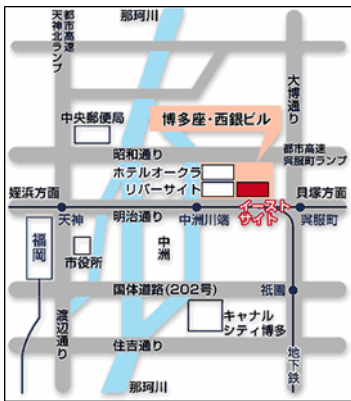 那珂川
都市高速
天神北ランプ
大博通り
中央郵便局
博多座・西銀ビル
昭和通り
都市高速
呉服町ランプ
ホテルオークラ
リバーサイト
姪浜方面
貝塚方面
イースト
サイト
天神
明治通り
中洲川端
呉服町
福岡
市役所
中洲
国体道路(202号)
祇園
キャナル
シティ博多
渡辺通り
住吉通り
地下鉄
那珂川